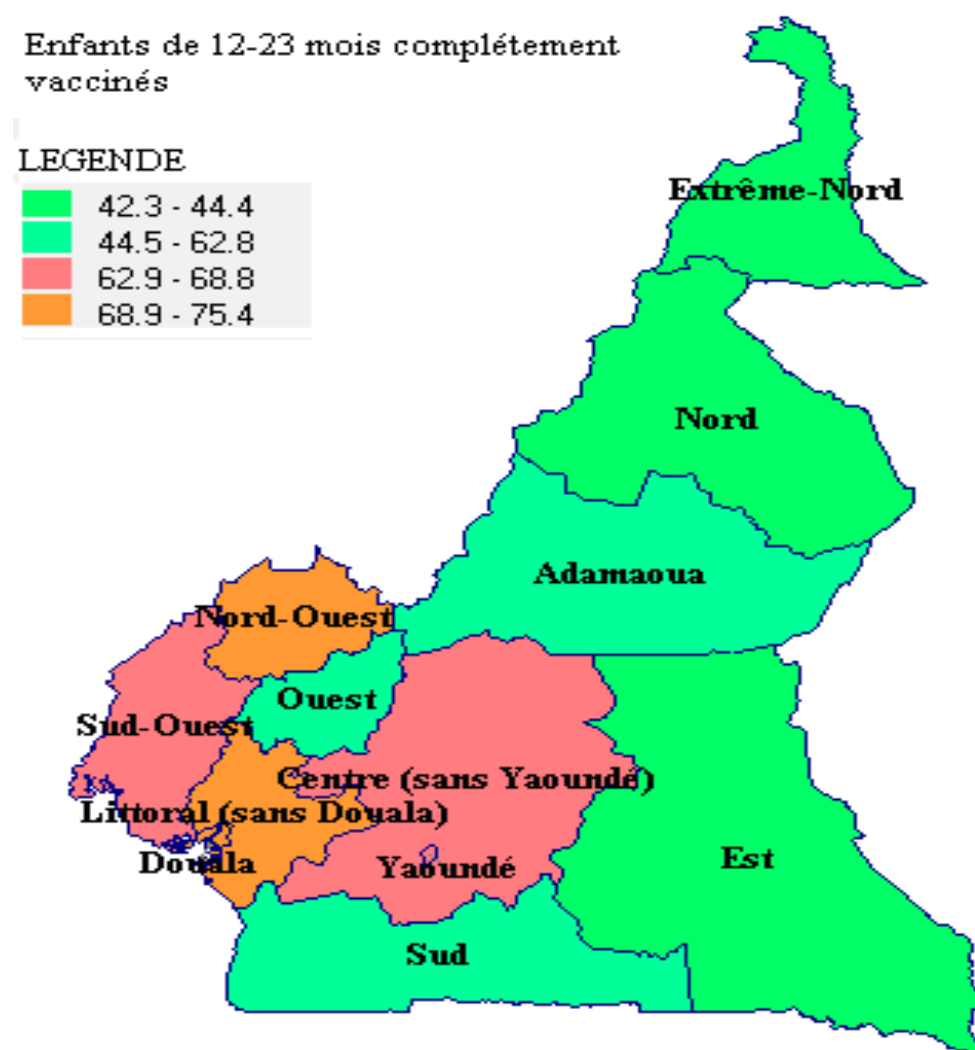 Enfants de 12-23 mois complétement
vaccinés
LEGENDE
42.3 - 44.4
44.5 - 62.8
62.9 - 68.8
68.9 - 75.4
Extrême-Nord
Nord
Adamaoua
Nord-Ouest
Ouest
Sud-Ouest
Centre (sans Yaoundé)
Littoral (sans Douala)
Douala
Yaoundé
Est
Sud